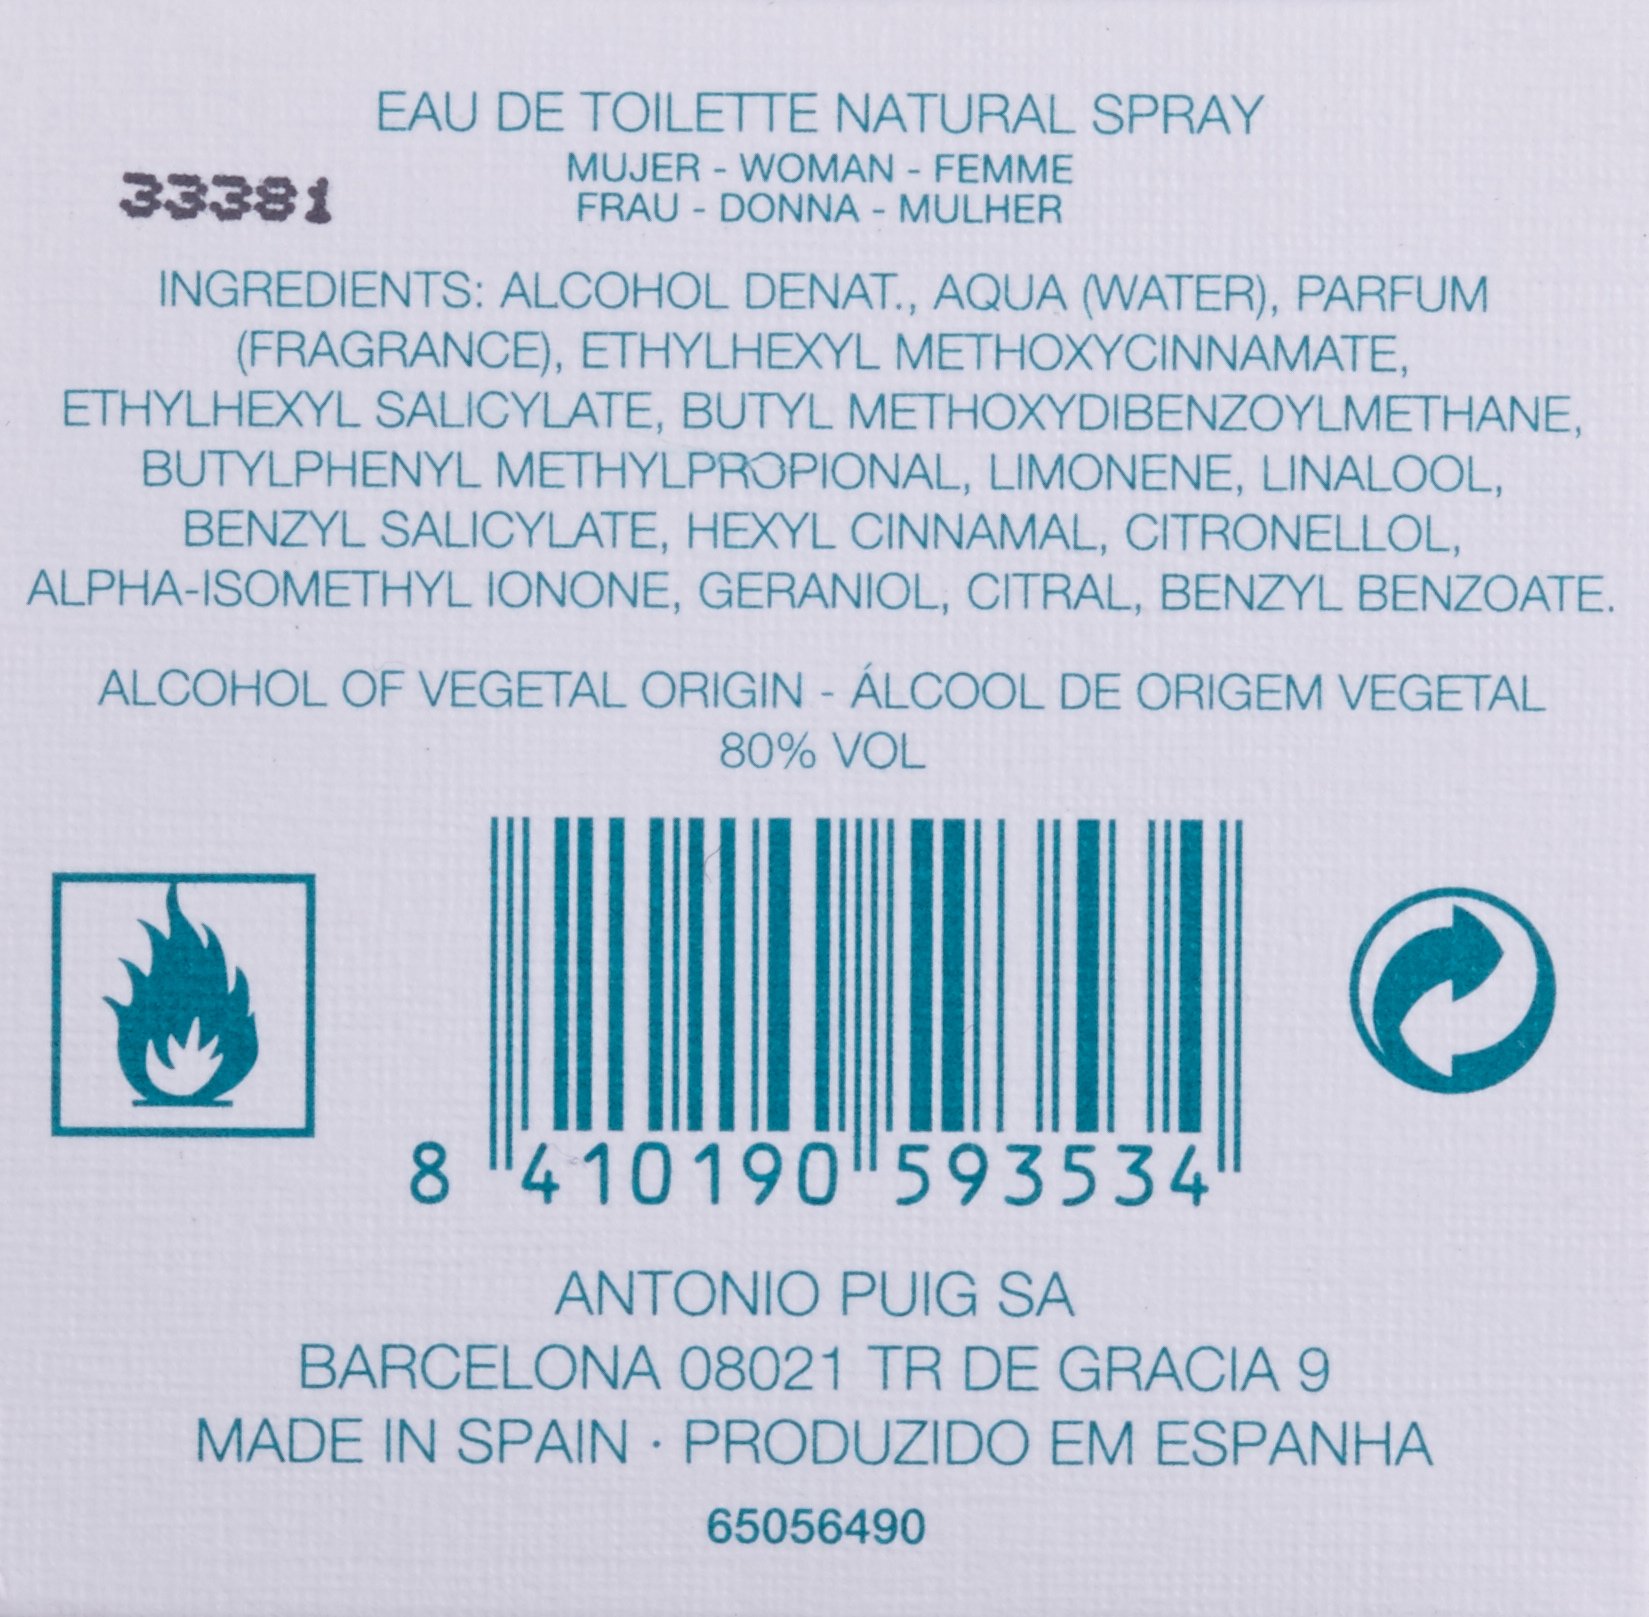 EAU DE TOILETTE NATURAL SPRAY
MUJER - WOMAN - FEMME
FRAU - DONNA - MULHER
33381
INGREDIENTS: ALCOHOL DENAT., AQUA (WATER), PARFUM
(FRAGRANCE), ETHYLHEXYL METHOXYCINNAMATE,
ETHYLHEXYL SALICYLATE, BUTYL METHOXYDIBENZOYLMETHANE,
BUTYLPHENYL METHYLPROPIONAL, LIMONENE, LINALOOL,
BENZYL SALICYLATE, HEXYL CINNAMAL, CITRONELLOL,
ALPHA-ISOMETHYL IONONE, GERANIOL, CITRAL, BENZYL BENZOATE.
ALCOHOL OF VEGETAL ORIGIN - ÁLCOOL DE ORIGEM VEGETAL
80% VOL
8 410190 593534
ANTONIO PUIG SA
BARCELONA 08021 TR DE GRACIA 9
MADE IN SPAIN · PRODUZIDO EM ESPANHA
65056490